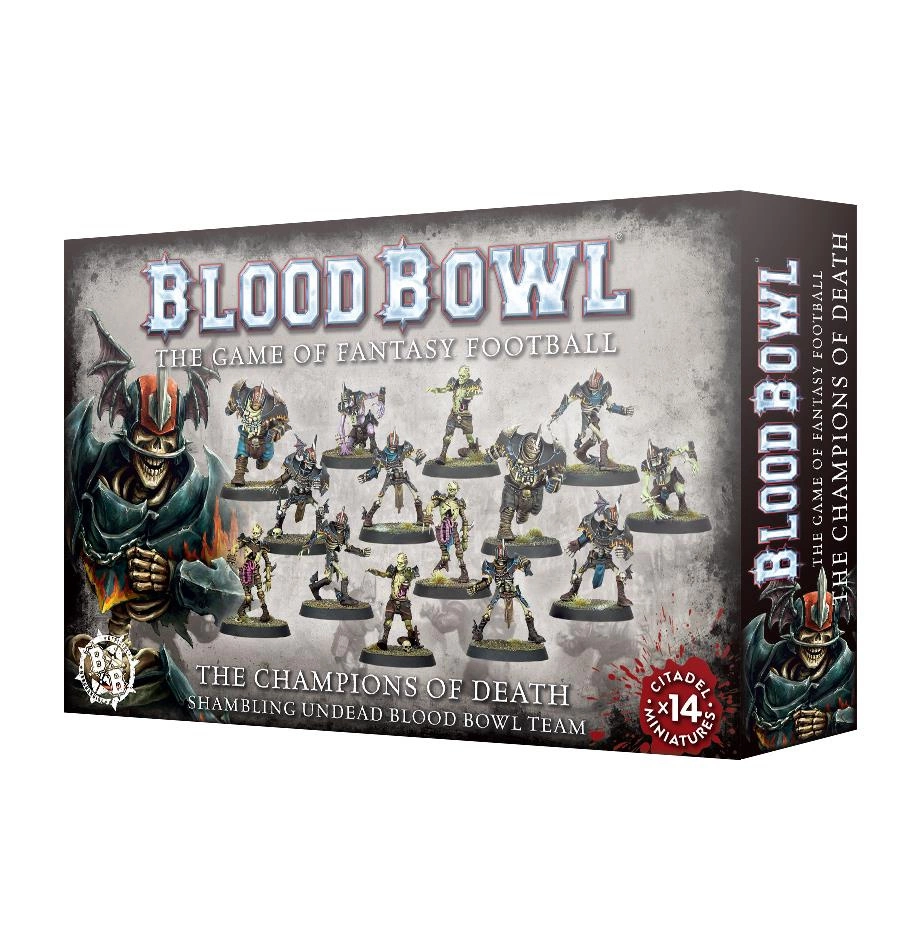 BLOOD BOWL
THE GAME OF FANTASY FOOTBALL
THE CHAMPIONS OF DEATH
SHAMBLING UNDEAD BLOOD BOWL TEAM
CITADEL
x14
MINIATURES
BB
BLOOD BOWL
THE GAME OF FANTASY FOOTBALL
THE CHAMPIONS OF DEATH